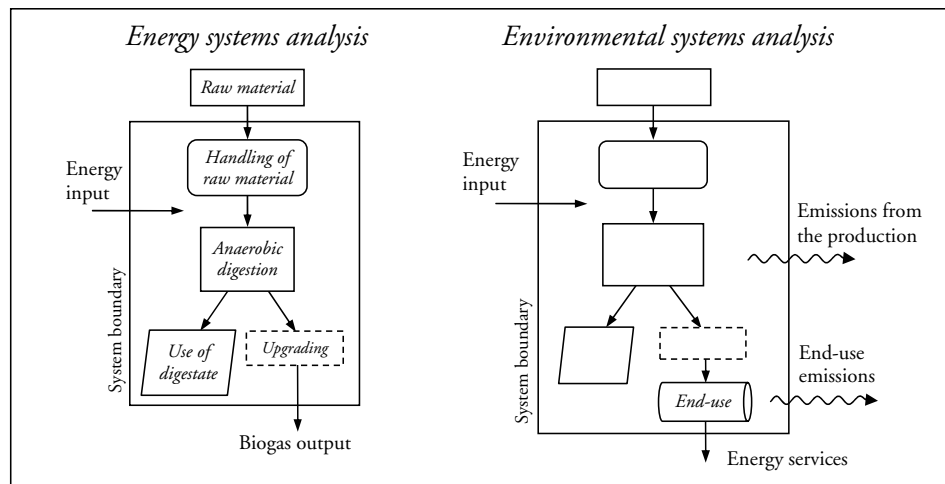 Energy systems analysis
Raw material
Energy
input
Handling of
raw material
Anaerobic
digestion
Use of
digestate
Upgrading
System boundary
Biogas output
Environmental systems analysis
Energy
input
Emissions from
the production
End-use
emissions
End-use
System boundary
Energy services